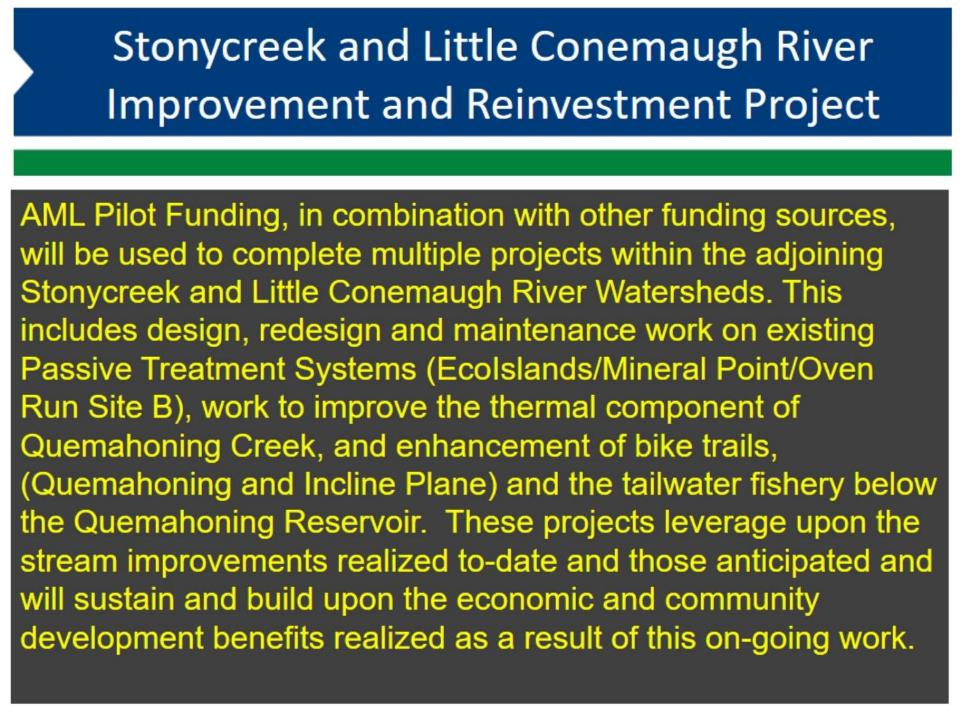 Stonycreek and Little Conemaugh River
Improvement and Reinvestment Project
AML Pilot Funding, in combination with other funding sources,
will be used to complete multiple projects within the adjoining
Stonycreek and Little Conemaugh River Watersheds. This
includes design, redesign and maintenance work on existing
Passive Treatment Systems (EcoIslands/Mineral Point/Oven
Run Site B), work to improve the thermal component of
Quemahoning Creek, and enhancement of bike trails,
(Quemahoning and Incline Plane) and the tailwater fishery below
the Quemahoning Reservoir.  These projects leverage upon the
stream improvements realized to-date and those anticipated and
will sustain and build upon the economic and community
development benefits realized as a result of this on-going work.